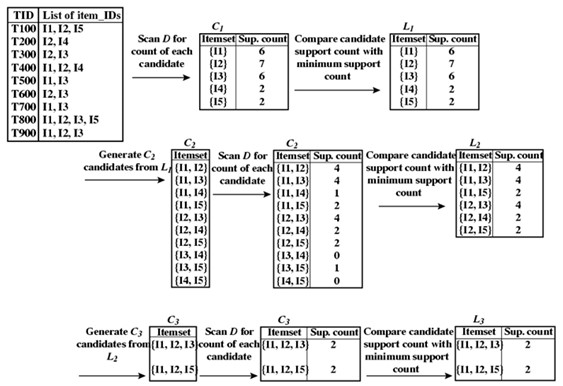 TID List of item_IDs
T100 I1, I2, I5
T200 I2, I4
T300 I2, I3
T400 I1, I2, I4
T500 I1, I3
T600 I2, I3
T700 I1, I3
T800 I1, I2, I3, I5
T900 I1, I2, I3
Scan D for
count of each
candidate
C1
Itemset Sup. count
{I1} 6
{I2} 7
{I3} 6
{I4} 2
{I5} 2
Compare candidate
support count with
minimum support
count
L1
Itemset Sup. count
{I1} 6
{I2} 7
{I3} 6
{I4} 2
{I5} 2
Generate C2
candidates from L1
C2
Itemset
{I1, I2}
{I1, I3}
{I1, I4}
{I1, I5}
{I2, I3}
{I2, I4}
{I2, I5}
{I3, I4}
{I3, I5}
{I4, I5}
Scan D for
count of each
candidate
C2
Itemset Sup. count
{I1, I2} 4
{I1, I3} 4
{I1, I4} 1
{I1, I5} 2
{I2, I3} 4
{I2, I4} 2
{I2, I5} 2
{I3, I4} 0
{I3, I5} 1
{I4, I5} 0
Compare candidate
support count with
minimum support
count
L2
Itemset Sup. count
{I1, I2} 4
{I1, I3} 4
{I1, I5} 2
{I2, I3} 4
{I2, I4} 2
{I2, I5} 2
Generate C3
candidates from
L2
C3
Itemset
{I1, I2, I3}
{I1, I2, I5}
Scan D for
count of each
candidate
C3
Itemset Sup. count
{I1, I2, I3} 2
{I1, I2, I5} 2
Compare candidate
support count with
minimum support
count
L3
Itemset Sup. count
{I1, I2, I3} 2
{I1, I2, I5} 2